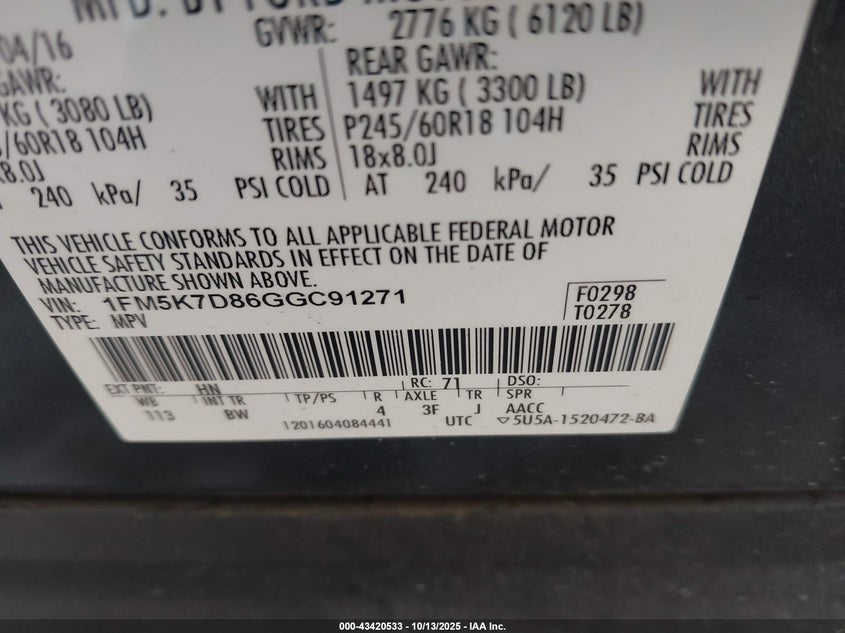 MFD. BY FORD MO
04/16 GVWR: 2776 KG ( 6120 LB)
GAWR: REAR GAWR:
KG ( 3080 LB) WITH 1497 KG ( 3300 LB) WITH
/60R18 104H TIRES P245/60R18 104H TIRES
x8.0J RIMS 18x8.0J RIMS
240 kPa/ 35 PSI COLD AT 240 kPa/ 35 PSI COLD
THIS VEHICLE CONFORMS TO ALL APPLICABLE FEDERAL MOTOR
VEHICLE SAFETY STANDARDS IN EFFECT ON THE DATE OF
MANUFACTURE SHOWN ABOVE.
VIN: 1FM5K7D86GGC91271 F0298
TYPE: MPV T0278
EXT PNT: HN RC: 71 DSO:
WB INT TR TP/PS R AXLE TR SPR
113 BW 4 3F J AACC
1201604084441 UTC ▽5U5A-1520472-BA
000-43420533 - 10/13/2025 - IAA Inc.